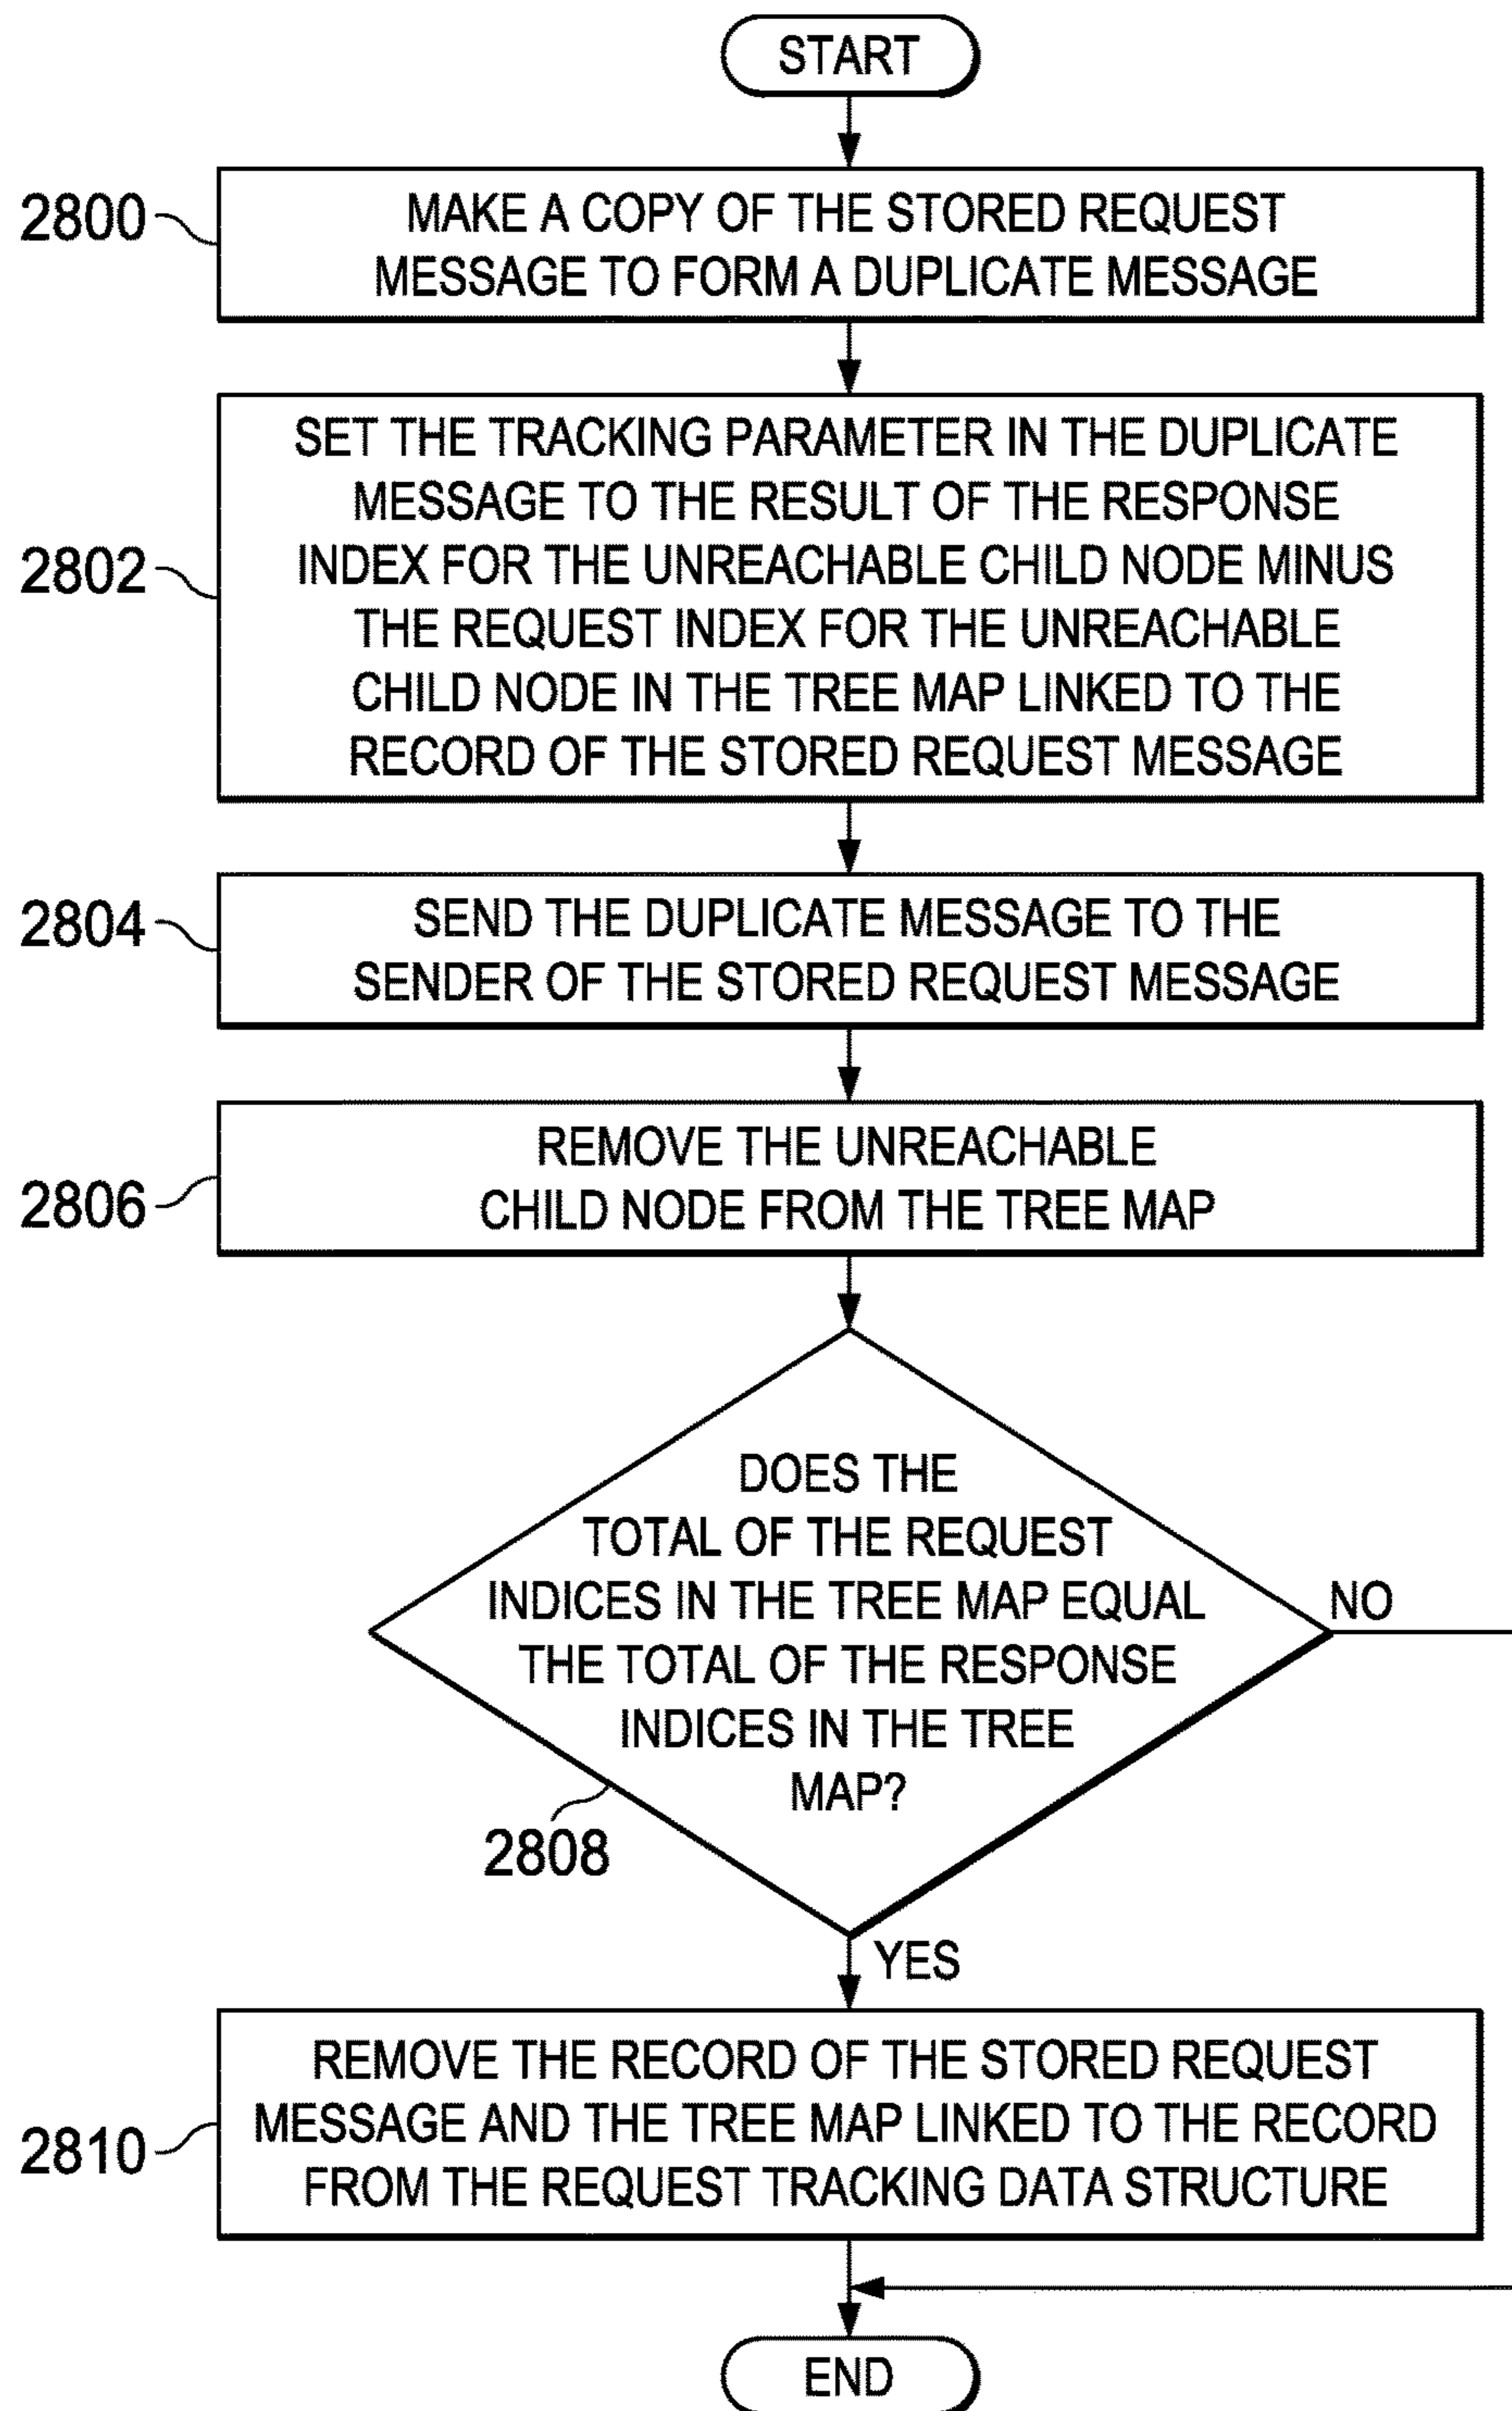 START
2800
MAKE A COPY OF THE STORED REQUEST
MESSAGE TO FORM A DUPLICATE MESSAGE
2802
SET THE TRACKING PARAMETER IN THE DUPLICATE
MESSAGE TO THE RESULT OF THE RESPONSE
INDEX FOR THE UNREACHABLE CHILD NODE MINUS
THE REQUEST INDEX FOR THE UNREACHABLE
CHILD NODE IN THE TREE MAP LINKED TO THE
RECORD OF THE STORED REQUEST MESSAGE
2804
SEND THE DUPLICATE MESSAGE TO THE
SENDER OF THE STORED REQUEST MESSAGE
2806
REMOVE THE UNREACHABLE
CHILD NODE FROM THE TREE MAP
DOES THE
TOTAL OF THE REQUEST
INDICES IN THE TREE MAP EQUAL
THE TOTAL OF THE RESPONSE
INDICES IN THE TREE
MAP?
NO
2808
YES
2810
REMOVE THE RECORD OF THE STORED REQUEST
MESSAGE AND THE TREE MAP LINKED TO THE RECORD
FROM THE REQUEST TRACKING DATA STRUCTURE
END